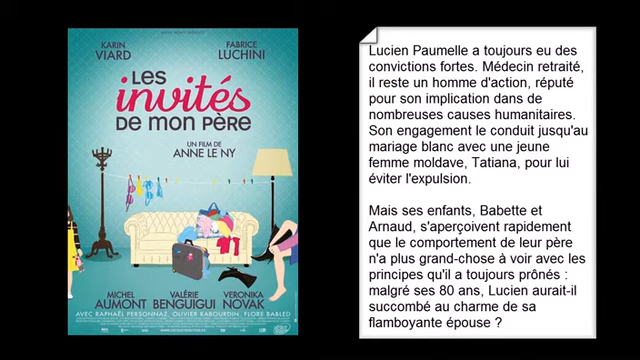 KARIN
VIARD
FABRICE
LUCHINI
LES
invités
DE MON PÈRE
UN FILM DE
ANNE LE NY
MICHEL
AUMONT
VALÉRIE
BENGUIGUI
VERONIKA
NOVAK
AVEC RAPHAËL PERSONNAZ, OLIVIER RABOURDIN, FLORE BABLED
Lucien Paumelle a toujours eu des
convictions fortes. Médecin retraité,
il reste un homme d'action, réputé
pour son implication dans de
nombreuses causes humanitaires.
Son engagement le conduit jusqu'au
mariage blanc avec une jeune
femme moldave, Tatiana, pour lui
éviter l'expulsion.
Mais ses enfants, Babette et
Arnaud, s'aperçoivent rapidement
que le comportement de leur père
n'a plus grand-chose à voir avec les
principes qu'il a toujours prônés :
malgré ses 80 ans, Lucien aurait-il
succombé au charme de sa
flamboyante épouse ?